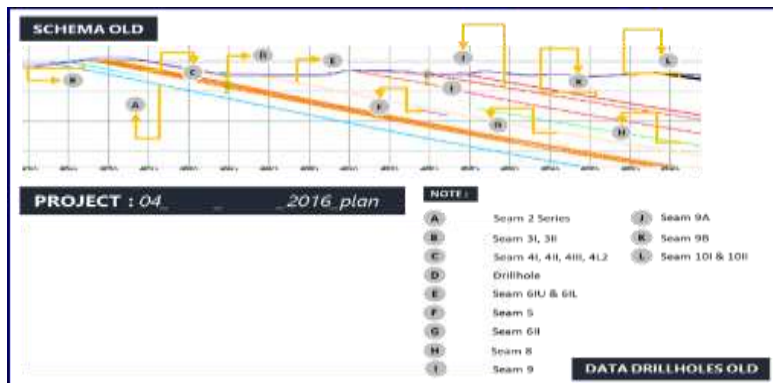 SCHEMA OLD
D
J
E
L
C
B
I
K
A
F
G
H
PROJECT : 04_ _ _2016_plan
NOTE :
A Seam 2 Series
B Seam 3I, 3II
C Seam 4I, 4II, 4III, 4L2
D Drillhole
E Seam 6IU & 6IL
F Seam 5
G Seam 6II
H Seam 8
I Seam 9
J Seam 9A
K Seam 9B
L Seam 10I & 10II
DATA DRILLHOLES OLD